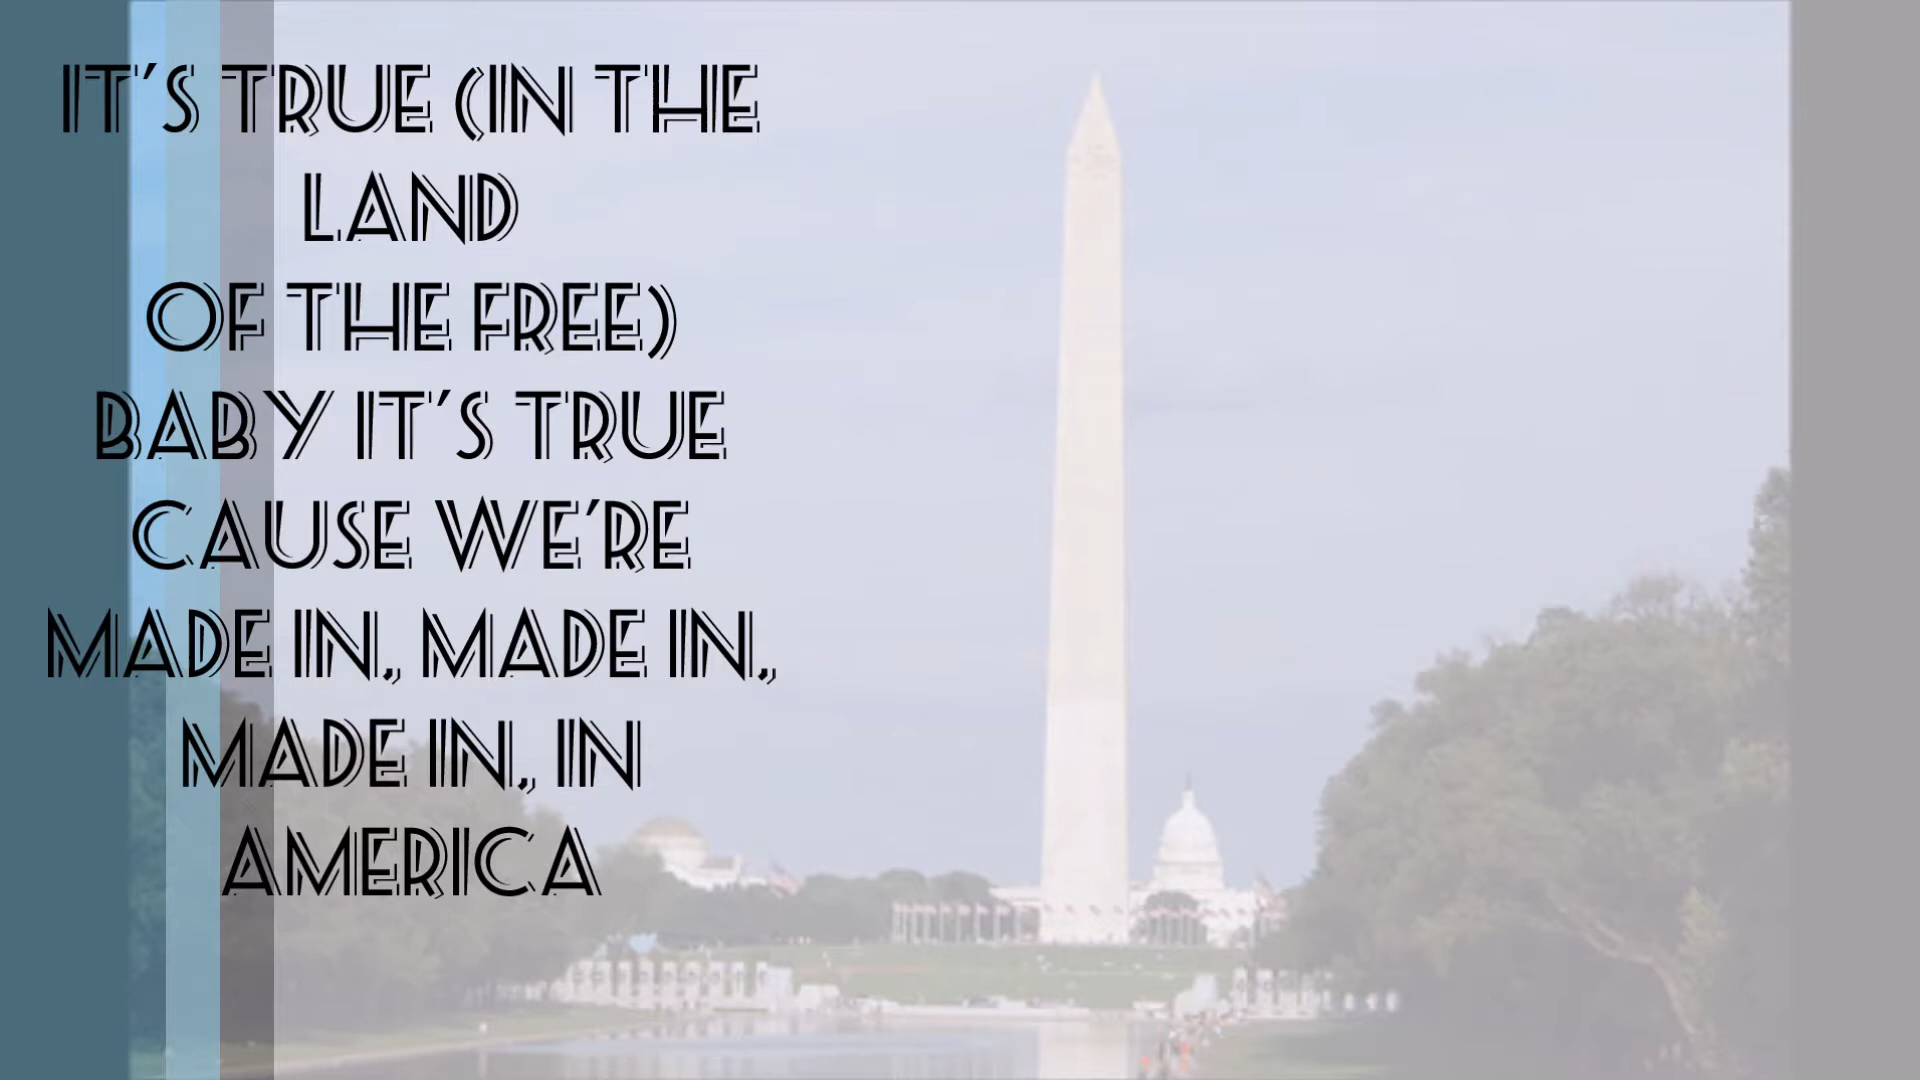 IT'S TRUE (IN THE
LAND
OF THE FREE)
BABY IT'S TRUE
CAUSE WE'RE
MADE IN, MADE IN,
MADE IN, IN
AMERICA